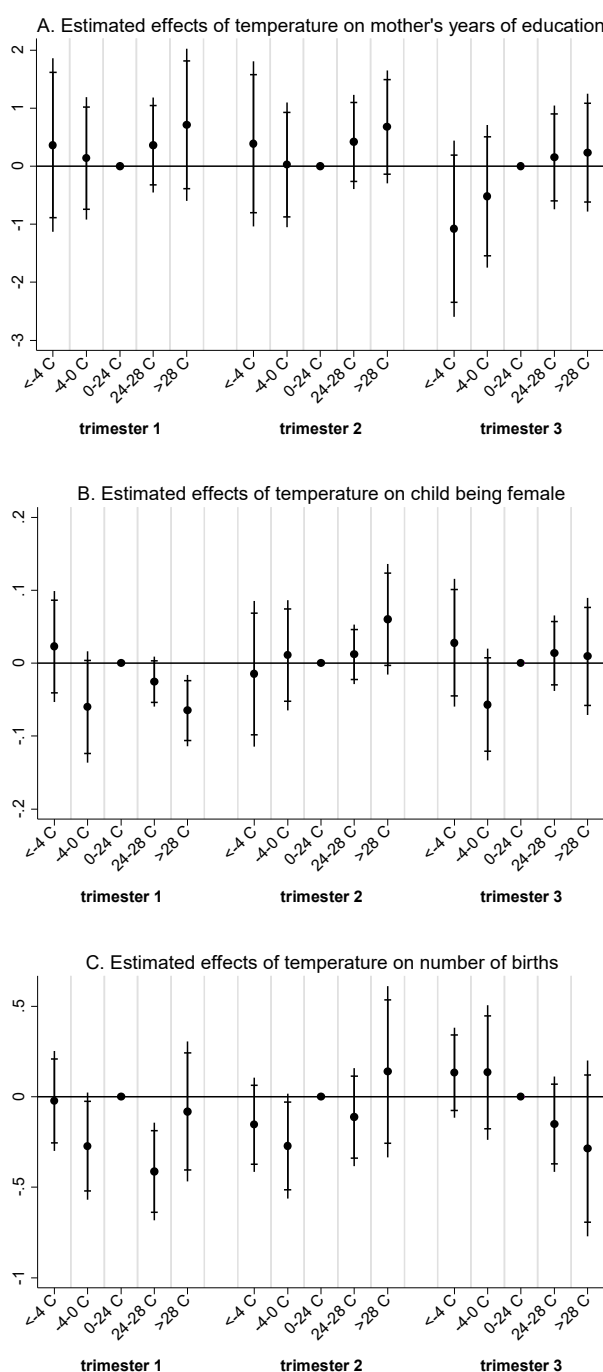 A. Estimated effects of temperature on mother's years of education
2
1
0
-1
-2
-3
<-4 C -4-0 C 0-24 C 24-28 C >28 C <-4 C -4-0 C 0-24 C 24-28 C >28 C <-4 C -4-0 C 0-24 C 24-28 C >28 C
trimester 1 trimester 2 trimester 3
B. Estimated effects of temperature on child being female
.2
.1
0
-.1
-.2
<-4 C -4-0 C 0-24 C 24-28 C >28 C <-4 C -4-0 C 0-24 C 24-28 C >28 C <-4 C -4-0 C 0-24 C 24-28 C >28 C
trimester 1 trimester 2 trimester 3
C. Estimated effects of temperature on number of births
.5
0
-.5
-1
<-4 C -4-0 C 0-24 C 24-28 C >28 C <-4 C -4-0 C 0-24 C 24-28 C >28 C <-4 C -4-0 C 0-24 C 24-28 C >28 C
trimester 1 trimester 2 trimester 3